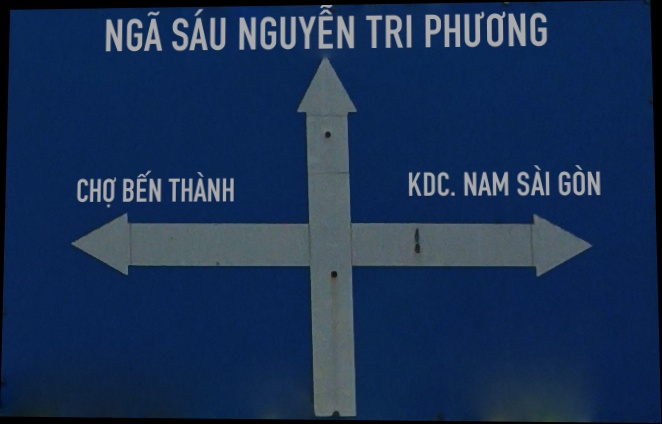 NGÃ SÁU NGUYỄN TRI PHƯƠNG
CHỢ BẾN THÀNH
KDC. NAM SÀI GÒN